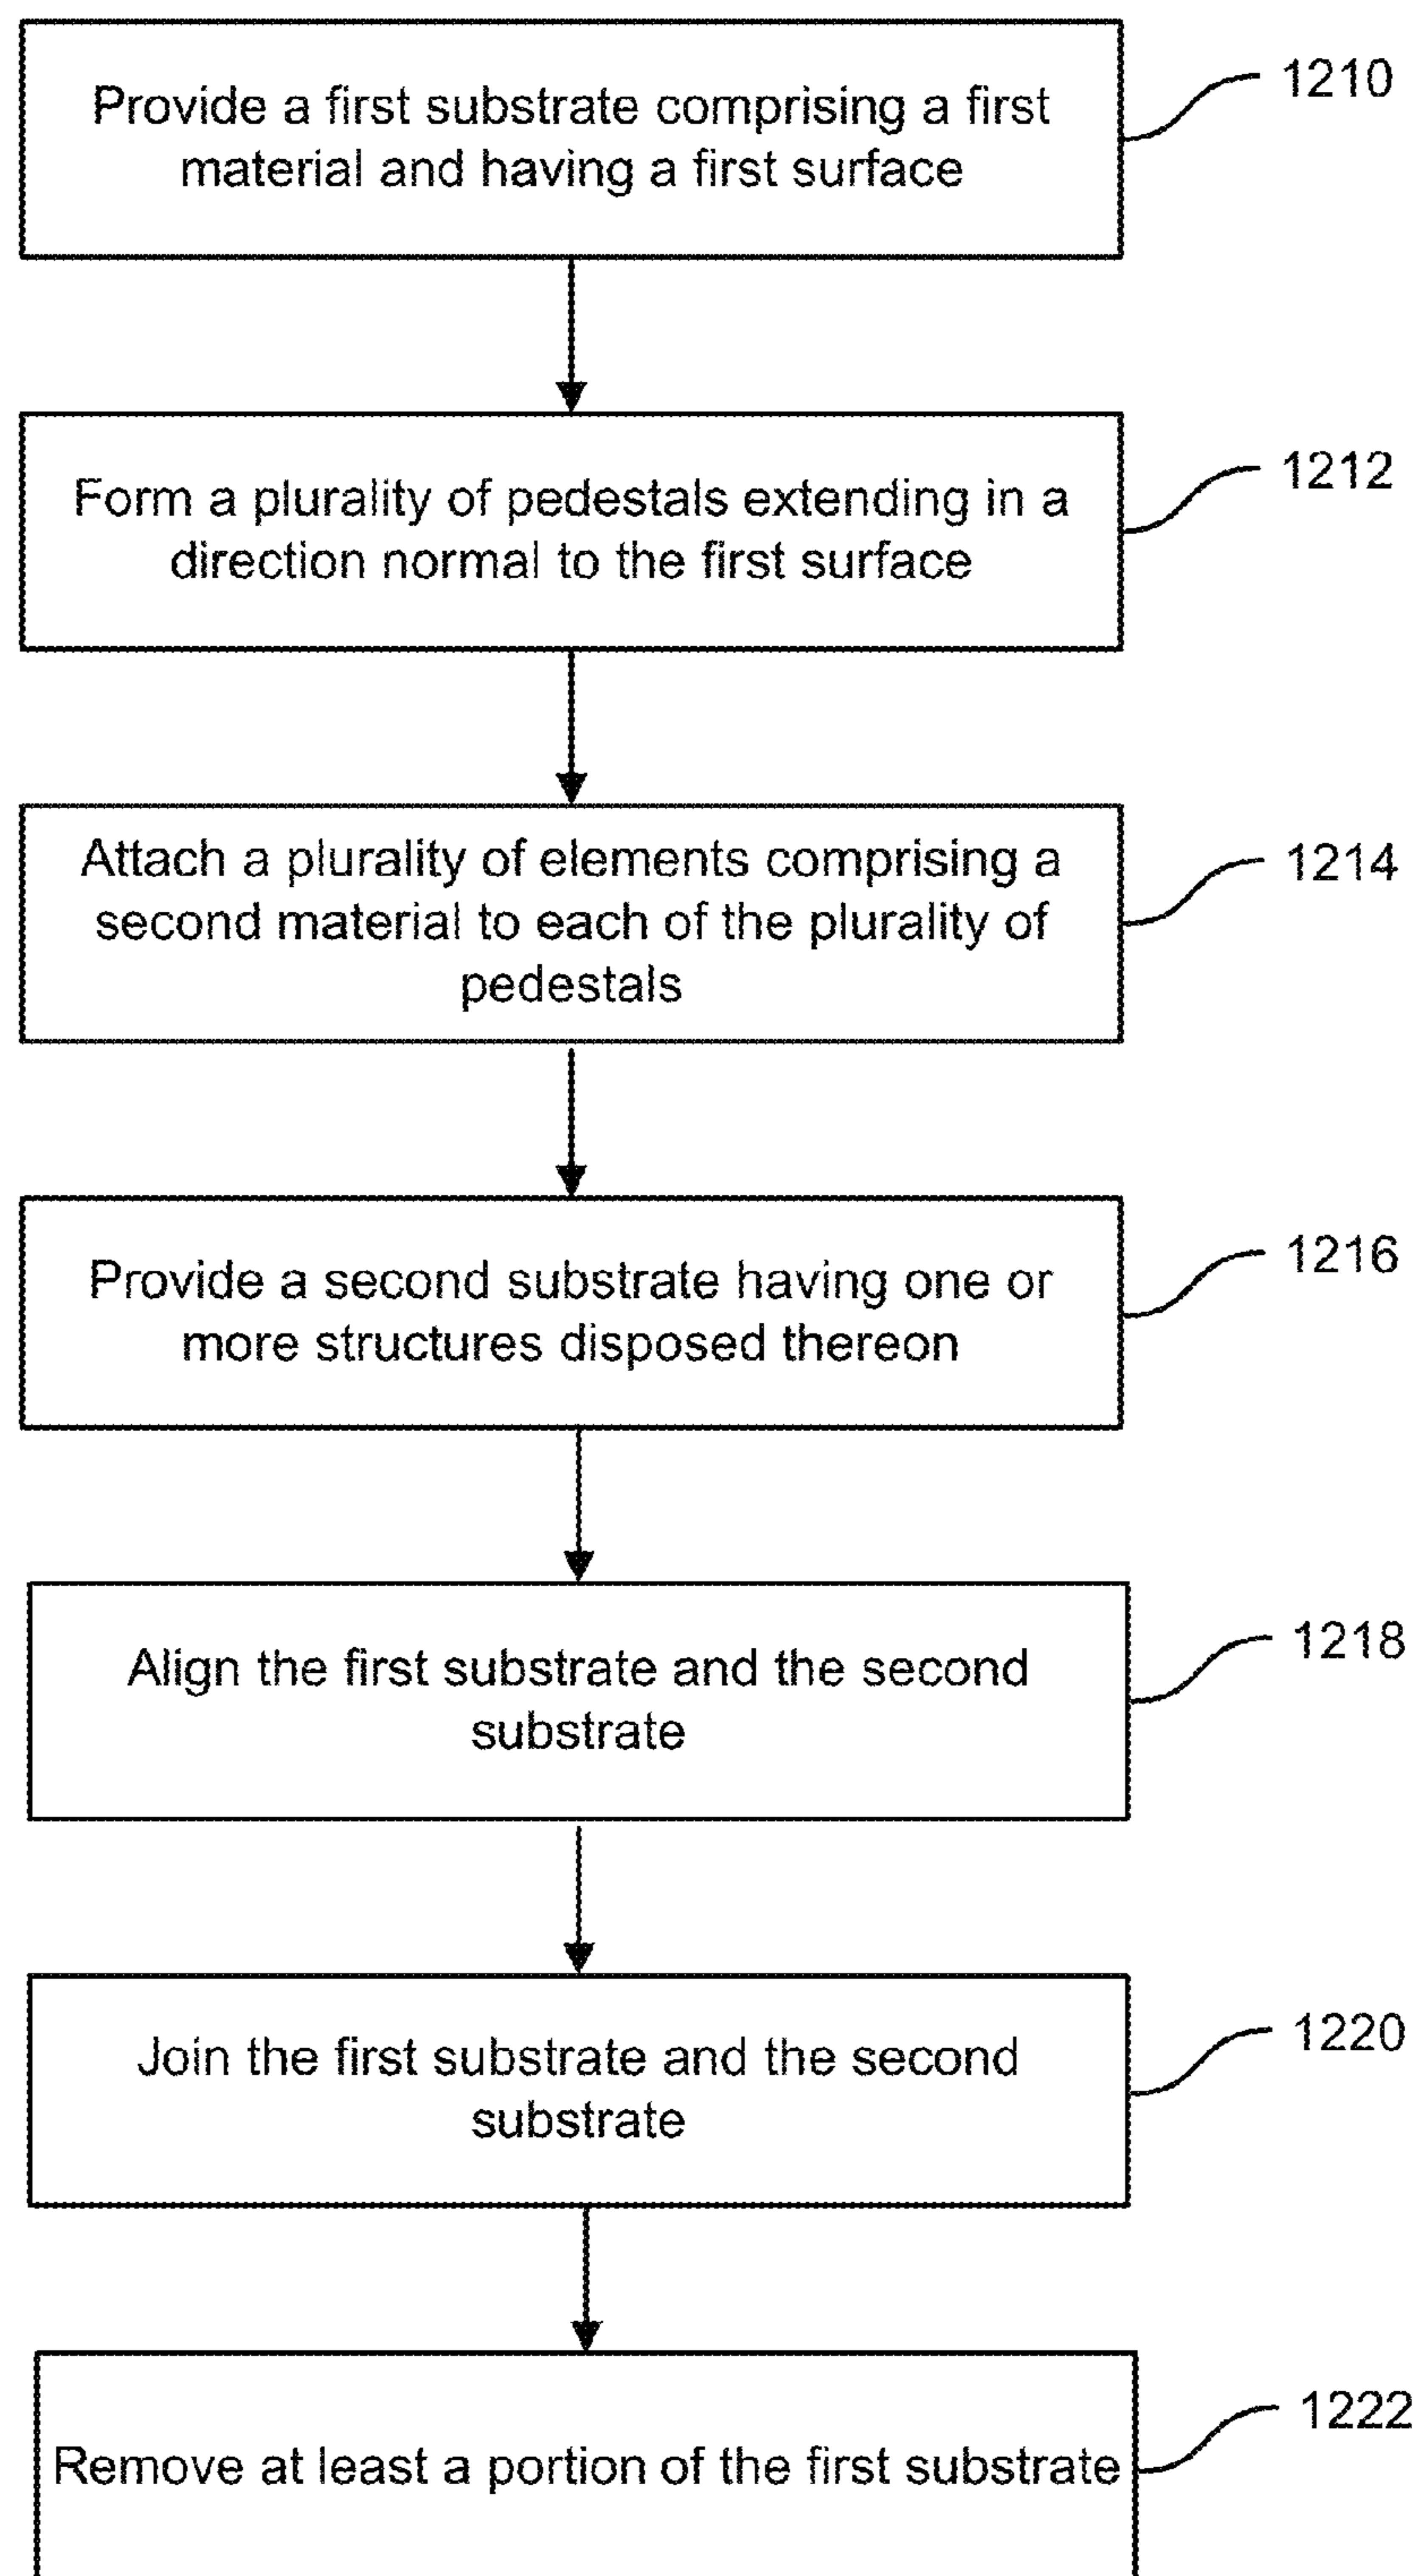 Provide a first substrate comprising a first
material and having a first surface
1210
Form a plurality of pedestals extending in a
direction normal to the first surface
1212
Attach a plurality of elements comprising a
second material to each of the plurality of
pedestals
1214
Provide a second substrate having one or
more structures disposed thereon
1216
Align the first substrate and the second
substrate
1218
Join the first substrate and the second
substrate
1220
Remove at least a portion of the first substrate
1222